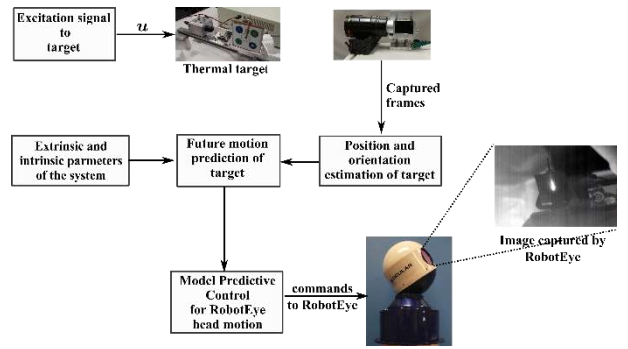 Excitation signal
to
target
u
Thermal target
Captured
frames
Extrinsic and
intrinsic parmeters
of the system
Future motion
prediction of
target
Position and
orientation
estimation of target
Image captured by
RobotEye
Model Predictive
Control
for RobotEye
head motion
commands
to RobotEye